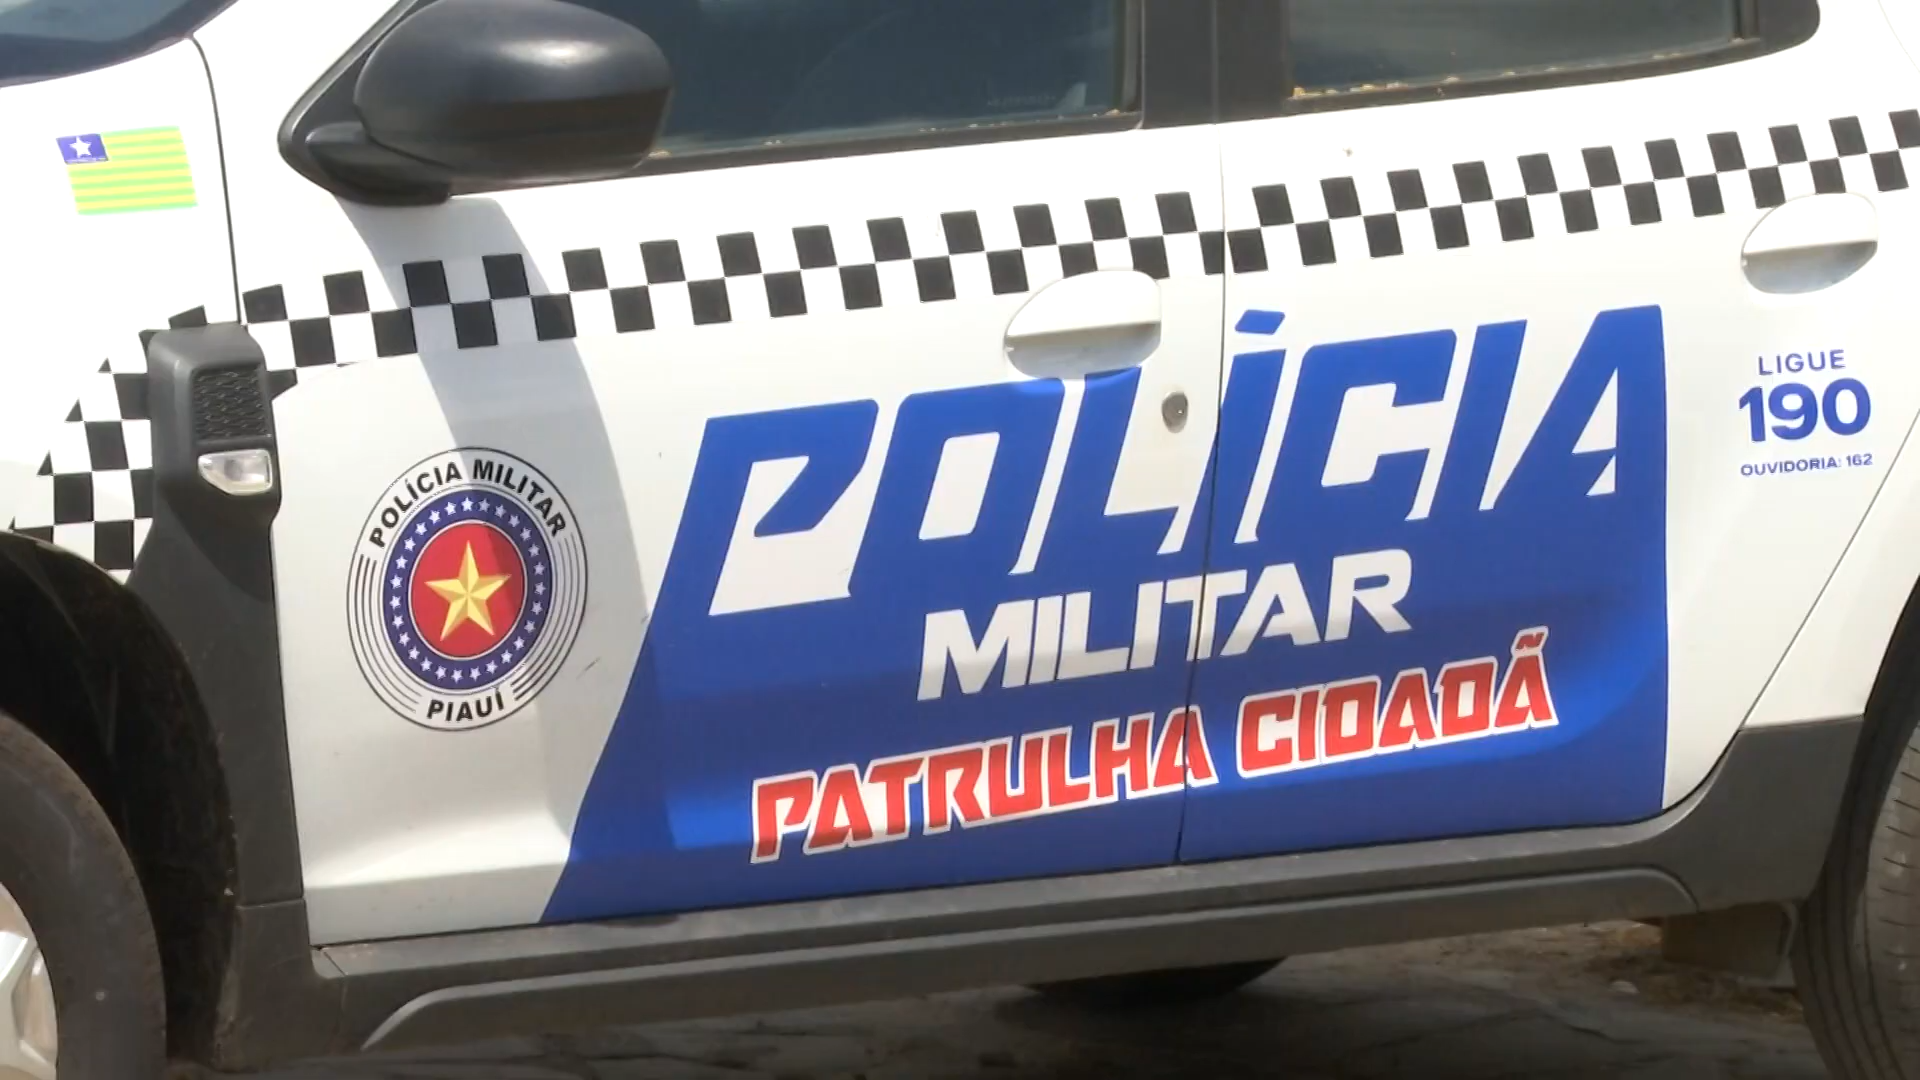 POLÍCIA MILITAR
PIAUÍ
POLÍCIA
MILITAR
PATRULHA CIDADÃ
LIGUE
190
OUVIDORIA: 162